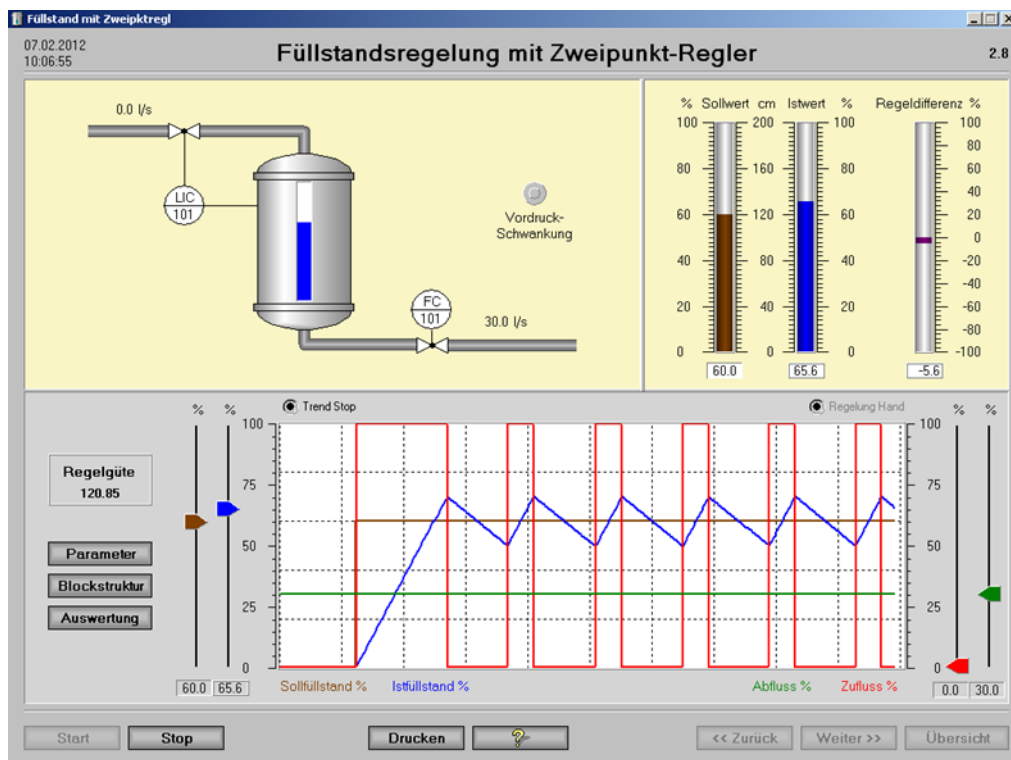 Füllstand mit Zweipktregl
07.02.2012
10:06:55
Füllstandsregelung mit Zweipunkt-Regler
2.8
0.0 l/s
LIC
101
Vordruck-
Schwankung
FC
101
30.0 l/s
% Sollwert cm Istwert % Regeldifferenz %
100 200 100 100
80
80 160 80 60
40
60 120 60 20
0
40 80 40 -20
-40
20 40 20 -60
-80
0 0 0 -100
60.0 65.6 -5.6
% % Trend Stop Regelung Hand % %
100 100
Regelgüte
120.85
75 75
50 50
Parameter
Blockstruktur
25 25
Auswertung
0 0
60.0 65.6 Sollfüllstand % Istfüllstand % Abfluss % Zufluss % 0.0 30.0
Start Stop Drucken ? << Zurück Weiter >> Übersicht